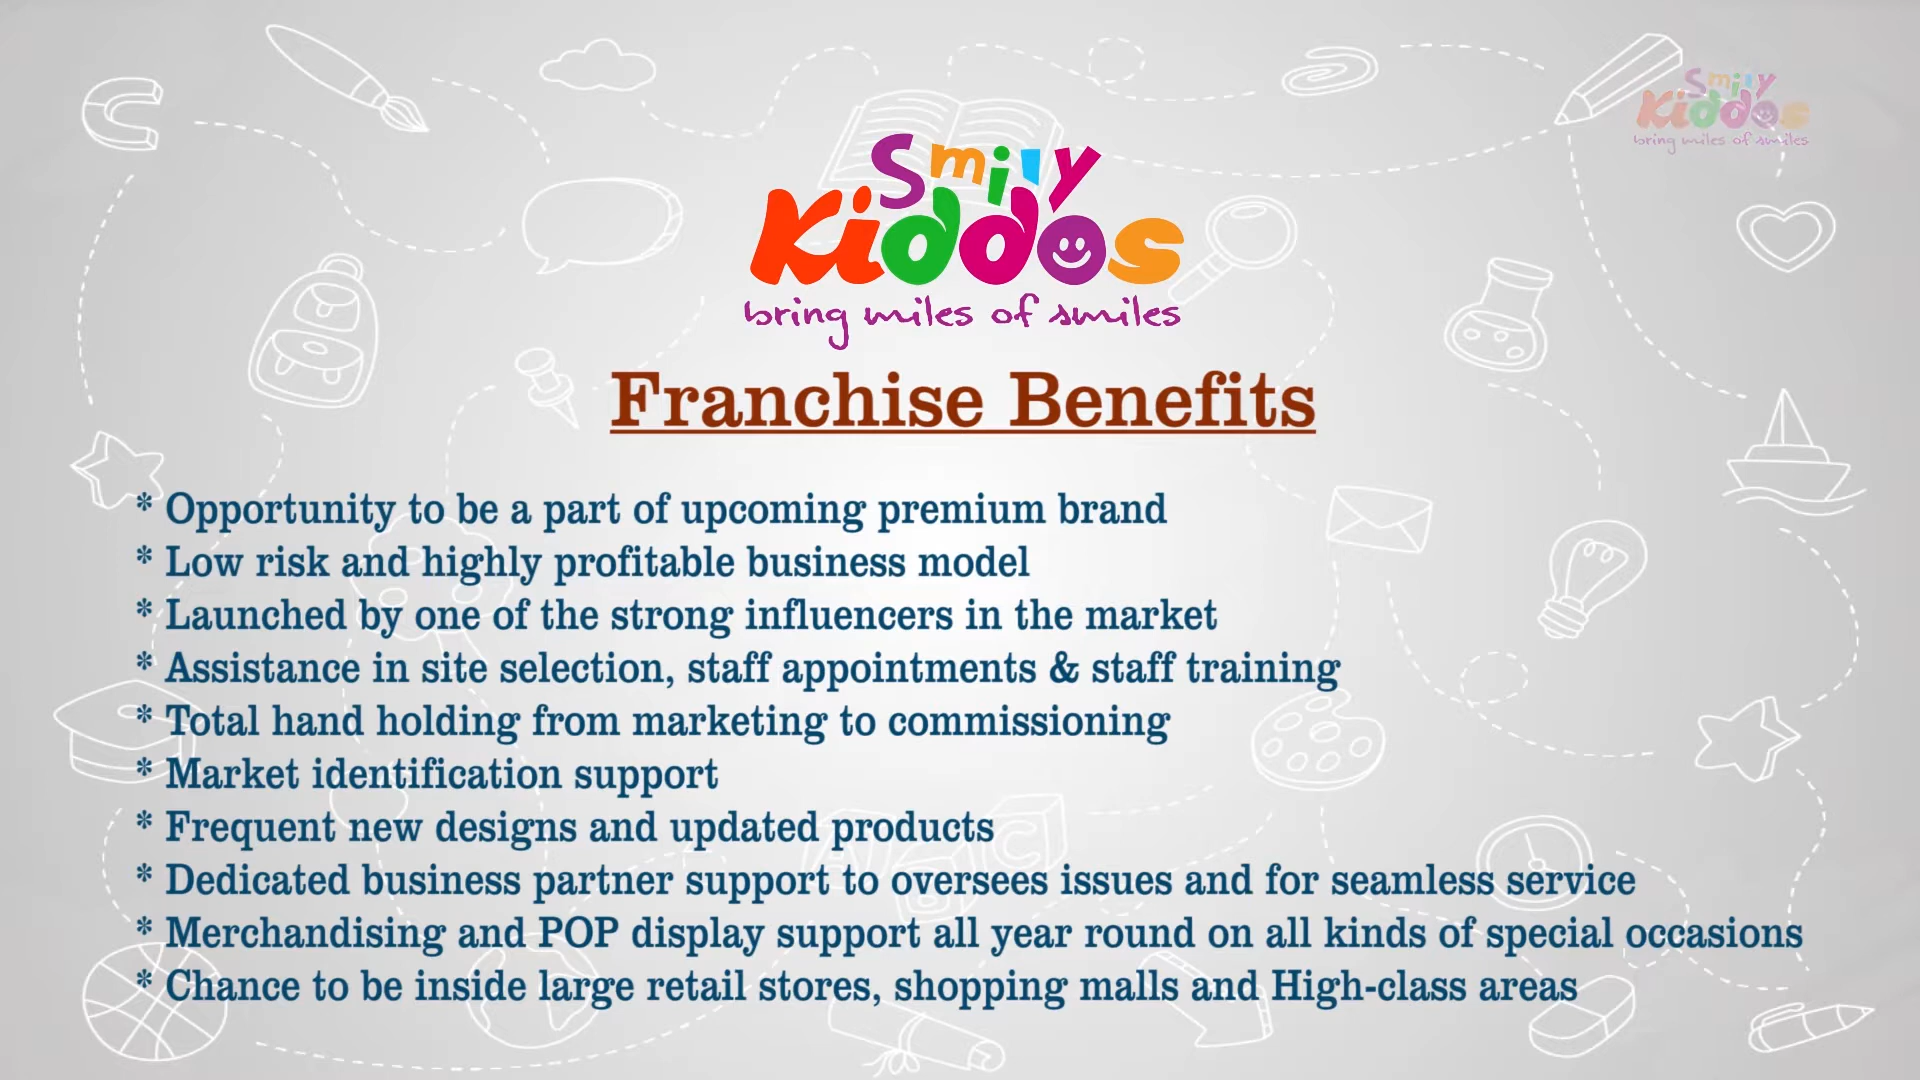 Smily
Kiddos
bring miles of smiles
Smily
Kiddos
bring miles of smiles
Franchise Benefits
* Opportunity to be a part of upcoming premium brand
* Low risk and highly profitable business model
* Launched by one of the strong influencers in the market
* Assistance in site selection, staff appointments & staff training
* Total hand holding from marketing to commissioning
* Market identification support
* Frequent new designs and updated products
* Dedicated business partner support to oversees issues and for seamless service
* Merchandising and POP display support all year round on all kinds of special occasions
* Chance to be inside large retail stores, shopping malls and High-class areas
A C